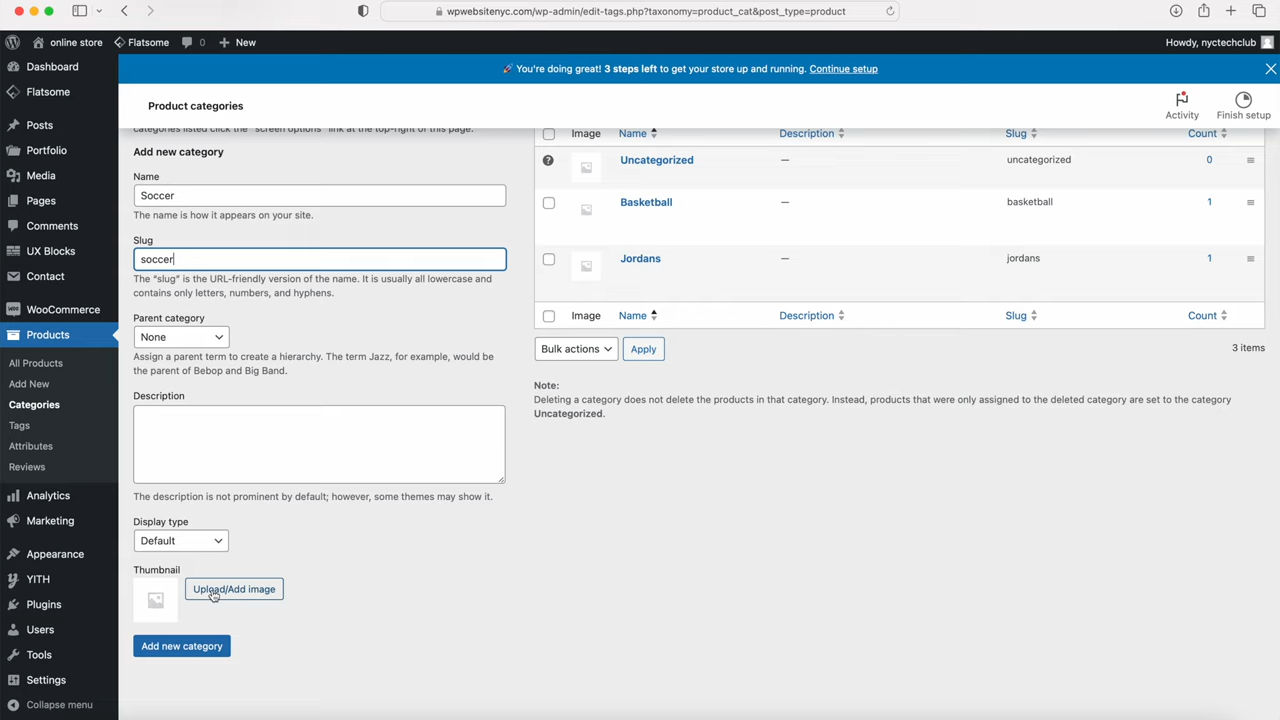 wpwebsitenyc.com/wp-admin/edit-tags.php?taxonomy=product_cat&post_type=product
online store
Flatsome
0
New
Howdy, nyctechclub
🚀 You're doing great! 3 steps left to get your store up and running. Continue setup
Product categories
Activity
Finish setup
Dashboard
Flatsome
Posts
Portfolio
Media
Pages
Comments
UX Blocks
Contact
WooCommerce
Products
All Products
Add New
Categories
Tags
Attributes
Reviews
Analytics
Marketing
Appearance
YITH
Plugins
Users
Tools
Settings
Collapse menu
categories listed click the "screen options" link at the top-right of this page.
Add new category
Name
Soccer
The name is how it appears on your site.
Slug
soccer
The “slug” is the URL-friendly version of the name. It is usually all lowercase and
contains only letters, numbers, and hyphens.
Parent category
None
Assign a parent term to create a hierarchy. The term Jazz, for example, would be
the parent of Bebop and Big Band.
Description
The description is not prominent by default; however, some themes may show it.
Display type
Default
Thumbnail
Upload/Add image
Add new category
Image Name Description Slug Count
Uncategorized — uncategorized 0
Basketball — basketball 1
Jordans — jordans 1
Image Name Description Slug Count
Bulk actions Apply 3 items
Note:
Deleting a category does not delete the products in that category. Instead, products that were only assigned to the deleted category are set to the category
Uncategorized.